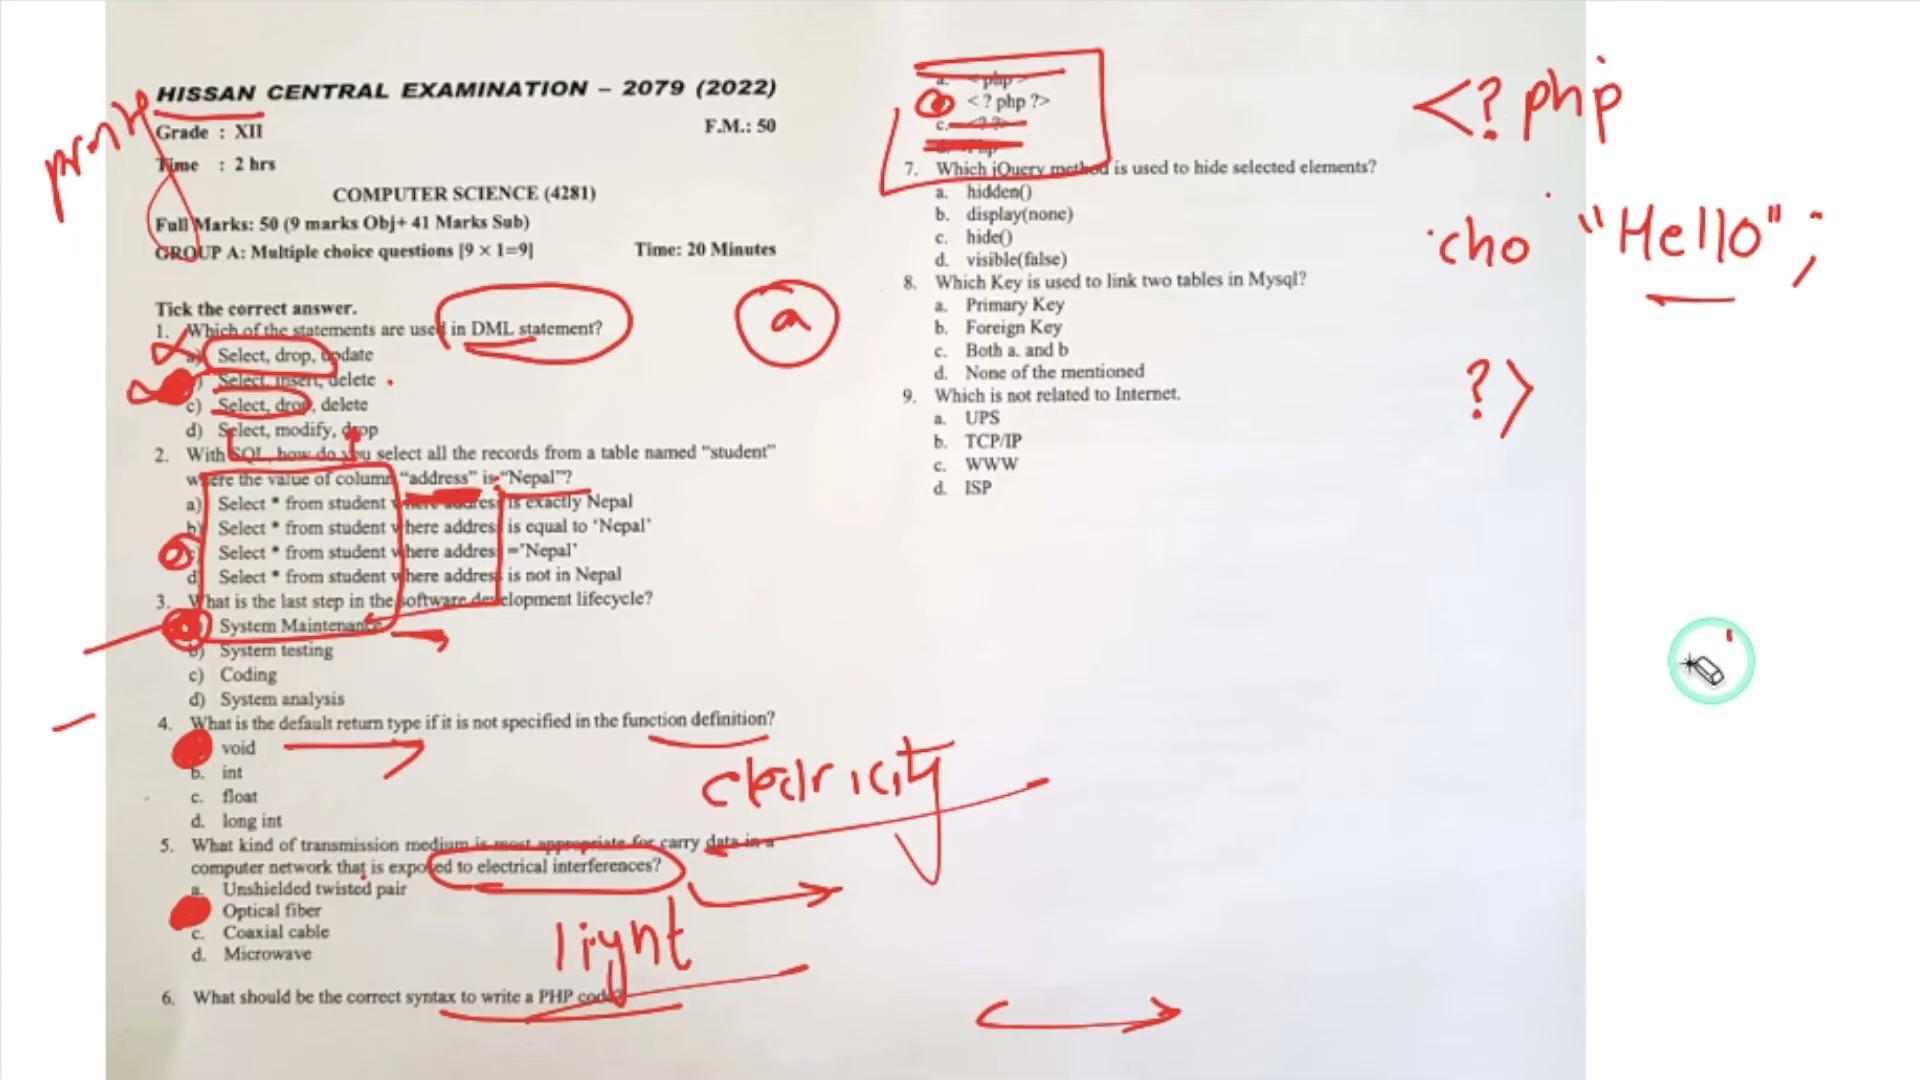 HISSAN CENTRAL EXAMINATION – 2079 (2022)
Grade : XII F.M.: 50
Time : 2 hrs
COMPUTER SCIENCE (4281)
Full Marks: 50 (9 marks Obj+ 41 Marks Sub)
GROUP A: Multiple choice questions [9 × 1=9] Time: 20 Minutes
Tick the correct answer.
1. Which of the statements are used in DML statement?
a) Select, drop, update
) Select, insert, delete
c) Select, drop, delete
d) Select, modify, drop
2. With SQL, how do you select all the records from a table named “student”
where the value of column “address” is “Nepal”?
a) Select * from student where address is exactly Nepal
b) Select * from student where address is equal to ‘Nepal’
Select * from student where address =‘Nepal’
d) Select * from student where address is not in Nepal
3. What is the last step in the software development lifecycle?
System Maintenance
b) System testing
c) Coding
d) System analysis
4. What is the default return type if it is not specified in the function definition?
void
b. int
c. float
d. long int
5. What kind of transmission medium is most appropriate for carry data in a
computer network that is exposed to electrical interferences?
a. Unshielded twisted pair
Optical fiber
c. Coaxial cable
d. Microwave
6. What should be the correct syntax to write a PHP code?
a. < php >
< ? php ?>
c. <? ?>
d. Php
7. Which jQuery method is used to hide selected elements?
a. hidden()
b. display(none)
c. hide()
d. visible(false)
8. Which Key is used to link two tables in Mysql?
a. Primary Key
b. Foreign Key
c. Both a. and b
d. None of the mentioned
9. Which is not related to Internet.
a. UPS
b. TCP/IP
c. WWW
d. ISP
a
electricity
light
<? php
cho "Hello";
?>